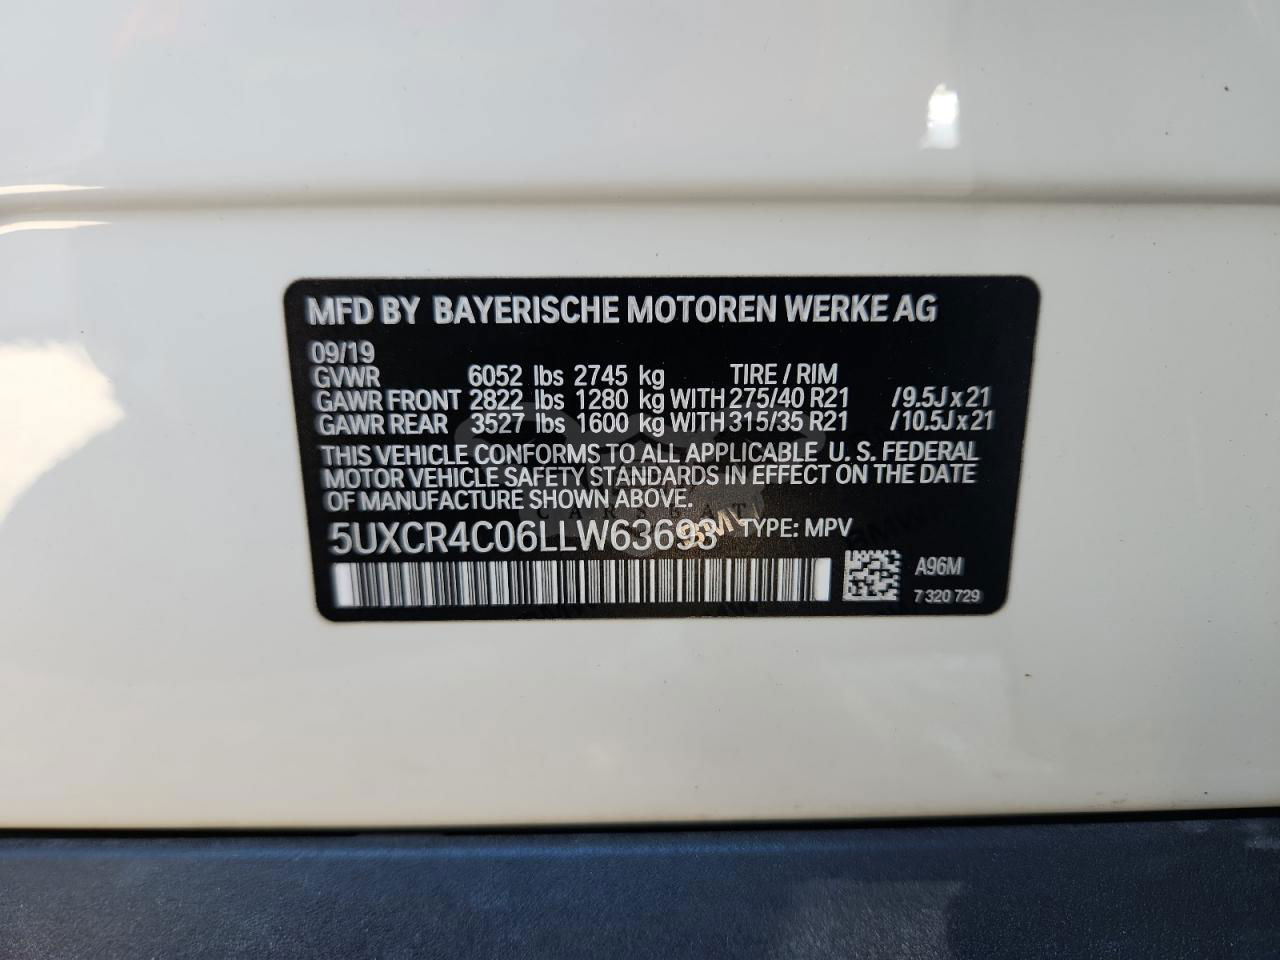 MFD BY BAYERISCHE MOTOREN WERKE AG
09/19
GVWR 6052 lbs 2745 kg TIRE / RIM
GAWR FRONT 2822 lbs 1280 kg WITH 275/40 R21 / 9.5J x 21
GAWR REAR 3527 lbs 1600 kg WITH 315/35 R21 / 10.5J x 21
THIS VEHICLE CONFORMS TO ALL APPLICABLE U. S. FEDERAL
MOTOR VEHICLE SAFETY STANDARDS IN EFFECT ON THE DATE
OF MANUFACTURE SHOWN ABOVE.
CARSEAT
5UXCR4C06LLW63693 TYPE: MPV
BMW
A96M
7 320 729